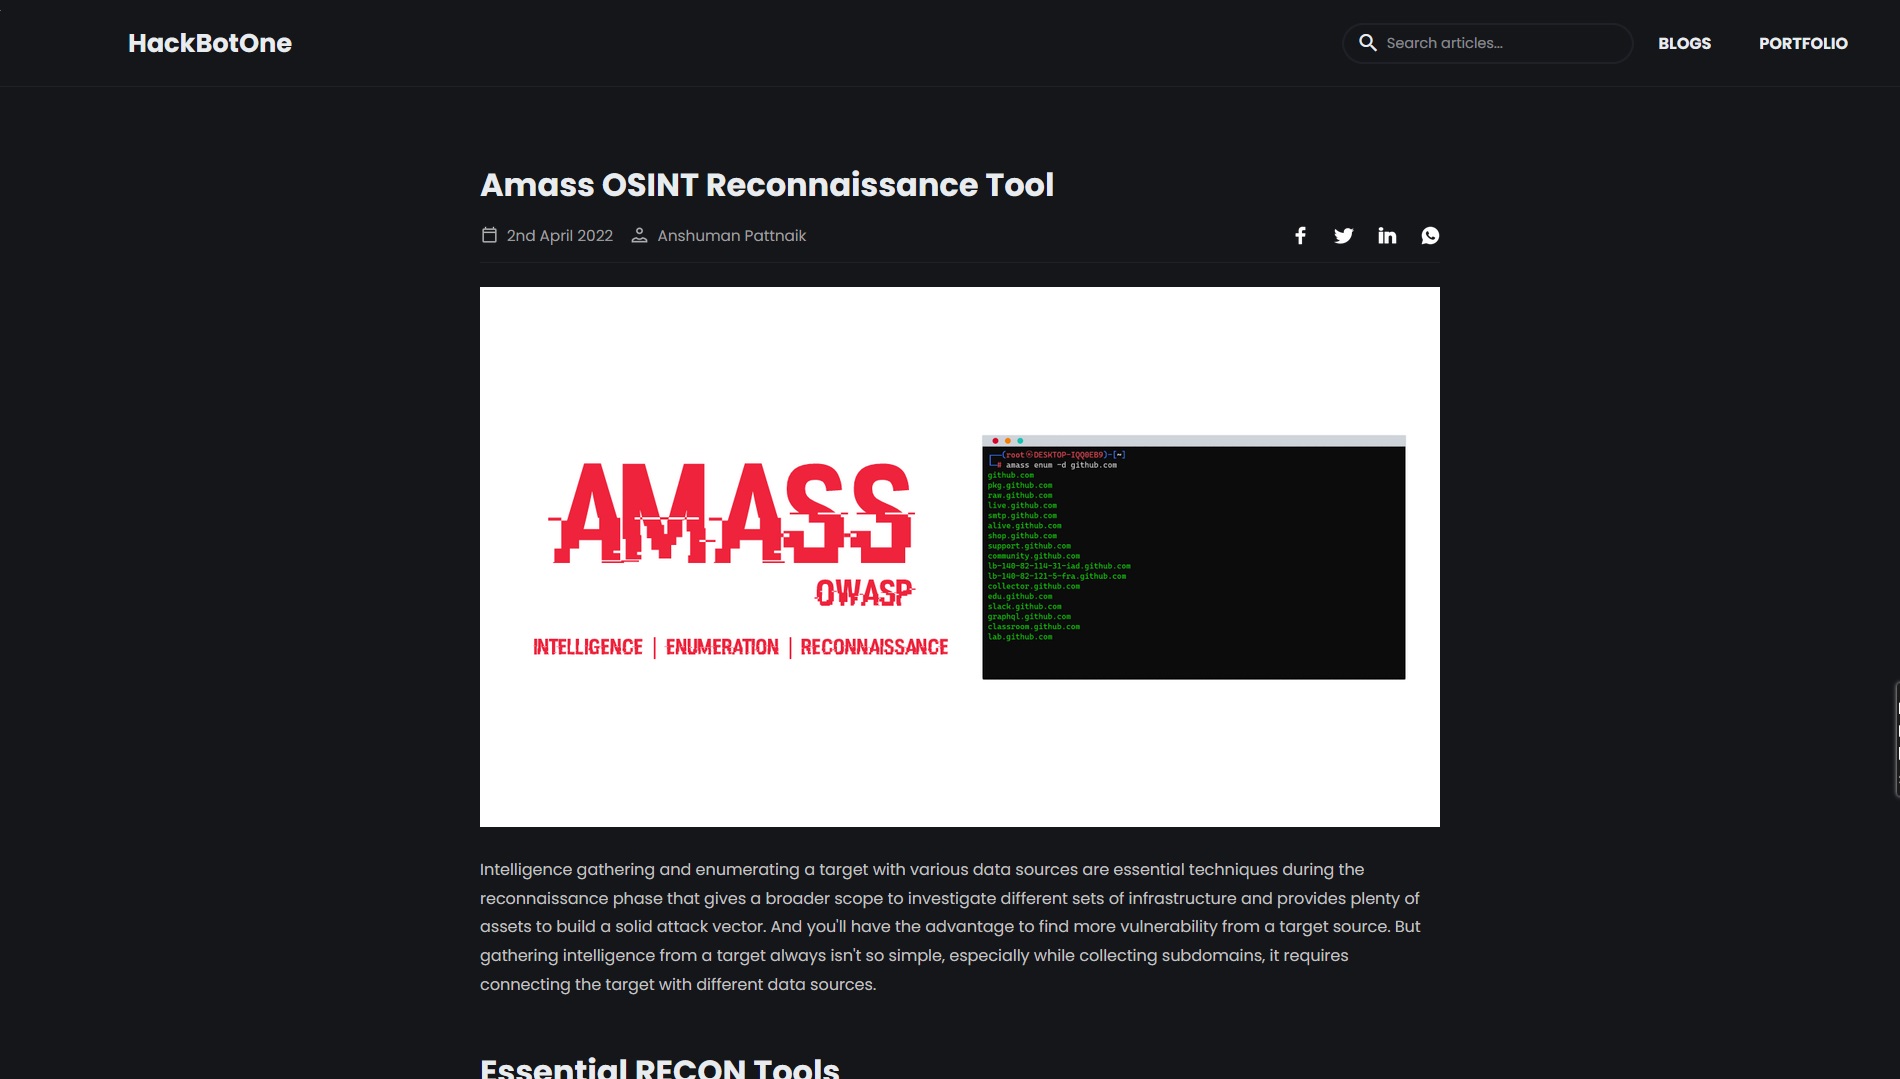 HackBotOne
Search articles...
BLOGS
PORTFOLIO
Amass OSINT Reconnaissance Tool
2nd April 2022
Anshuman Pattnaik
AMASS
OWASP
INTELLIGENCE | ENUMERATION | RECONNAISSANCE
(root㉿DESKTOP-IQQ0EB9)-[~]
# amass enum -d github.com
github.com
pkg.github.com
raw.github.com
live.github.com
smtp.github.com
alive.github.com
shop.github.com
support.github.com
community.github.com
lb-140-82-114-31-iad.github.com
lb-140-82-121-5-fra.github.com
collector.github.com
edu.github.com
slack.github.com
graphql.github.com
classroom.github.com
lab.github.com
Intelligence gathering and enumerating a target with various data sources are essential techniques during the
reconnaissance phase that gives a broader scope to investigate different sets of infrastructure and provides plenty of
assets to build a solid attack vector. And you'll have the advantage to find more vulnerability from a target source. But
gathering intelligence from a target always isn't so simple, especially while collecting subdomains, it requires
connecting the target with different data sources.
Essential RECON Tools